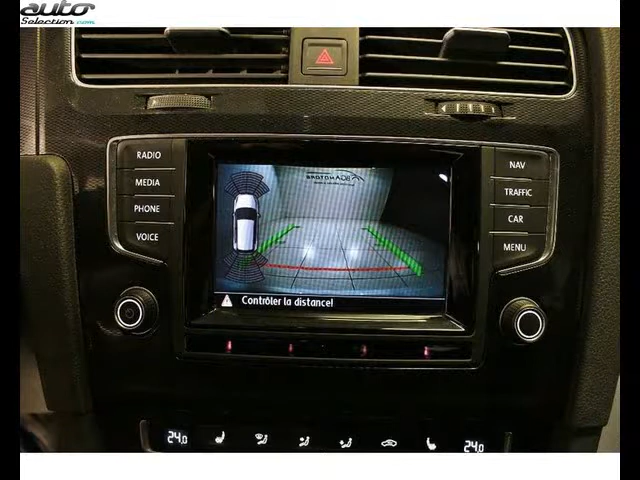 auto
Selection.com
RADIO
MEDIA
PHONE
VOICE
NAV
TRAFFIC
CAR
MENU
Contrôler la distance!
24.0
24.0